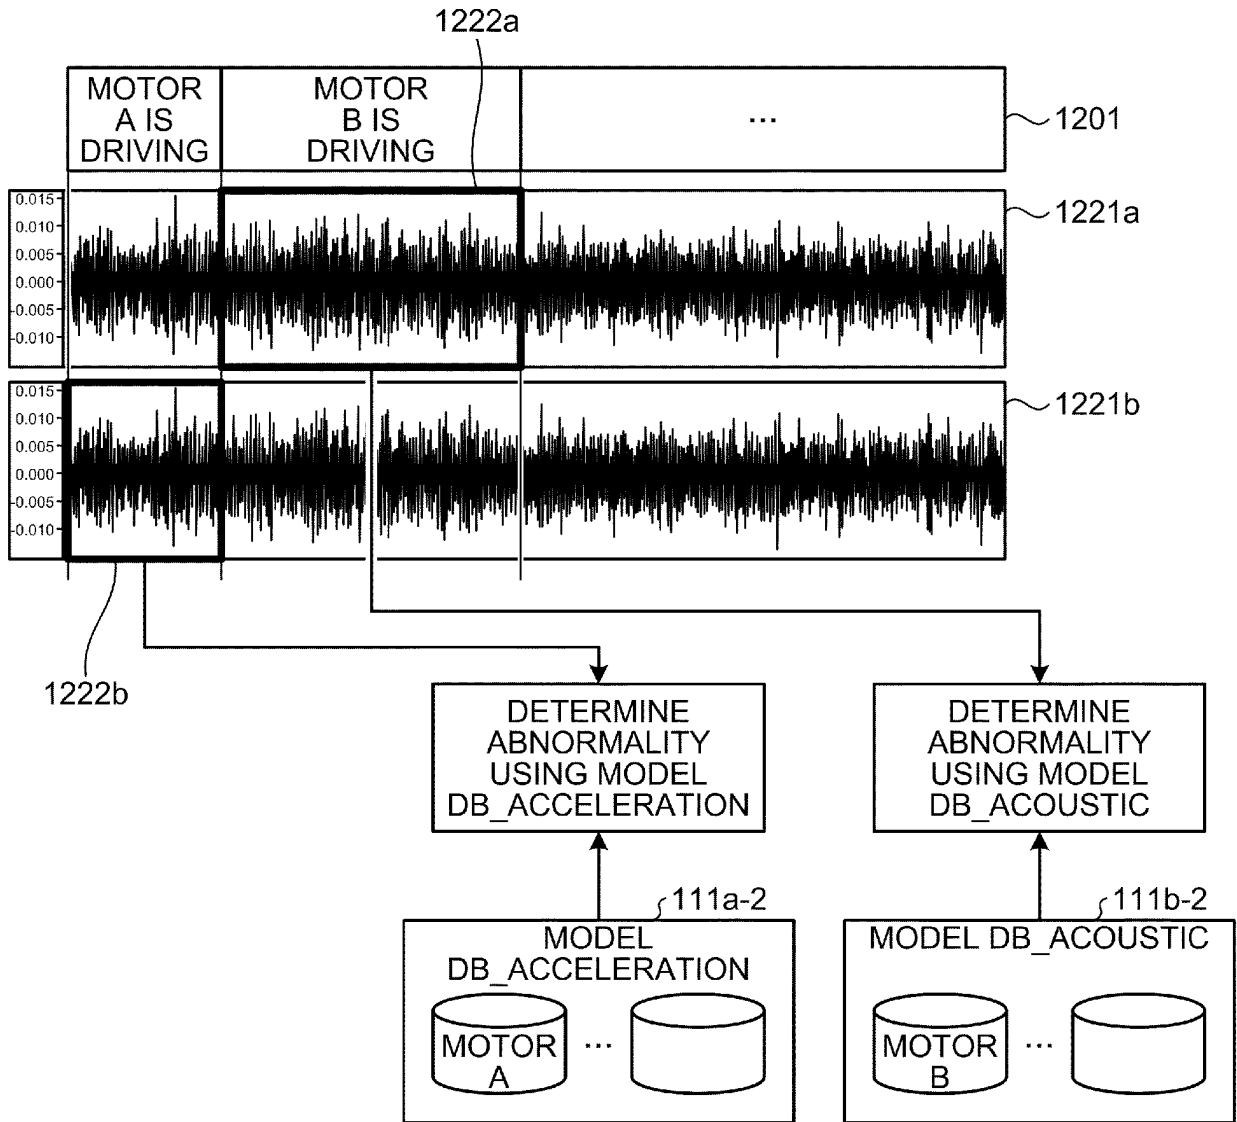 1222a
MOTOR
A IS
DRIVING
MOTOR
B IS
DRIVING
...
1201
0.015
0.010
0.005
0.000
-0.005
-0.010
1221a
0.015
0.010
0.005
0.000
-0.005
-0.010
1221b
1222b
DETERMINE
ABNORMALITY
USING MODEL
DB_ACCELERATION
DETERMINE
ABNORMALITY
USING MODEL
DB_ACOUSTIC
111a-2
MODEL
DB_ACCELERATION
MOTOR
A
...
111b-2
MODEL DB_ACOUSTIC
MOTOR
B
...